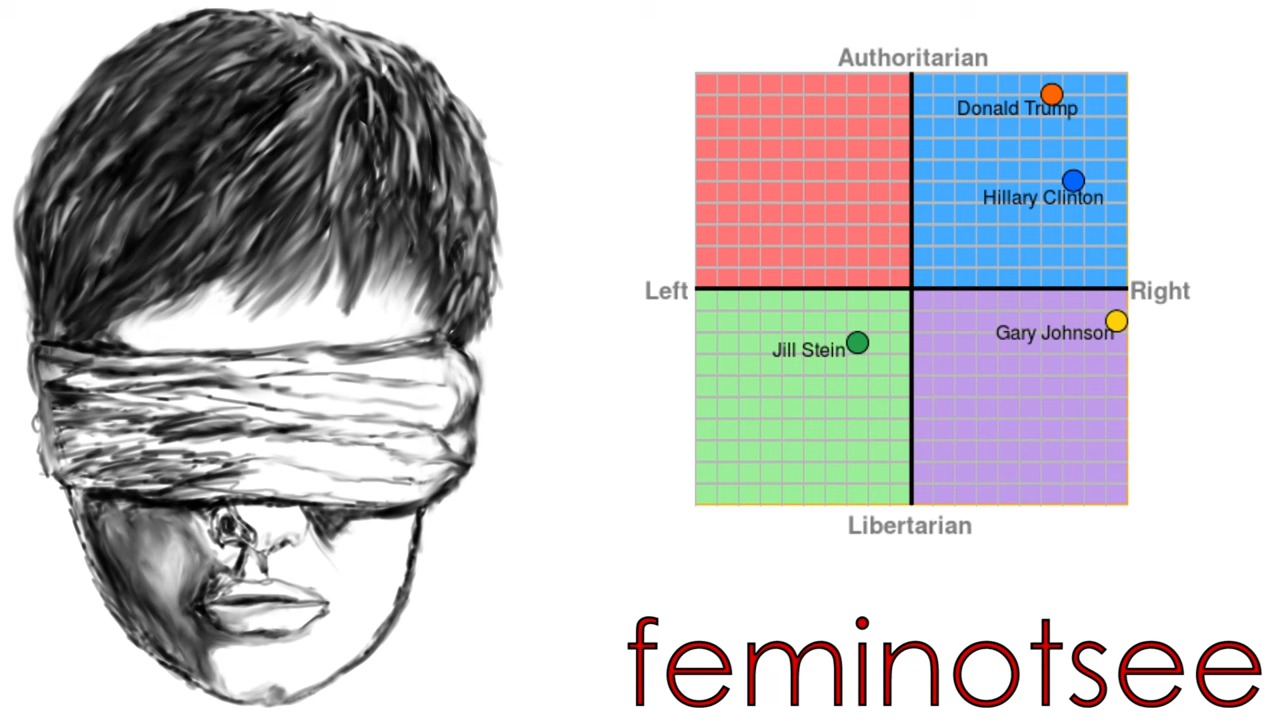 Authoritarian
Donald Trump
Hillary Clinton
Left
Right
Gary Johnson
Jill Stein
Libertarian
feminotsee